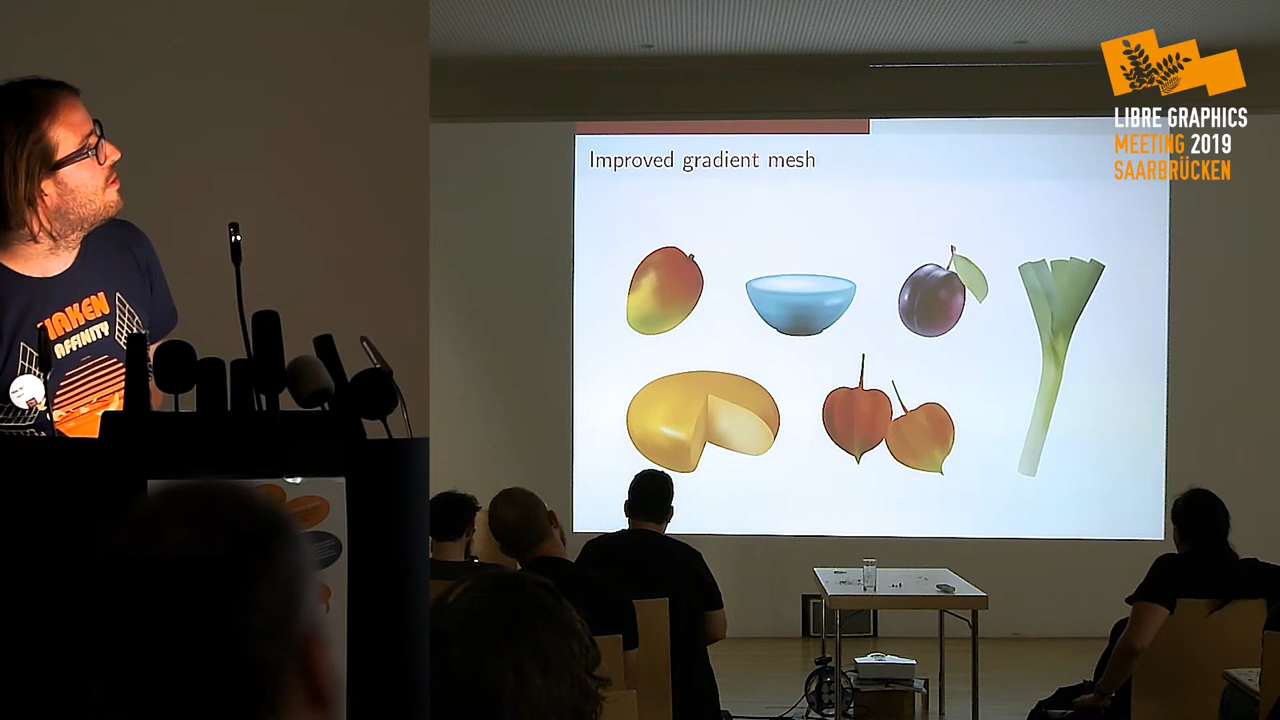 LIBRE GRAPHICS
MEETING 2019
SAARBRÜCKEN
Improved gradient mesh
AFFINITY